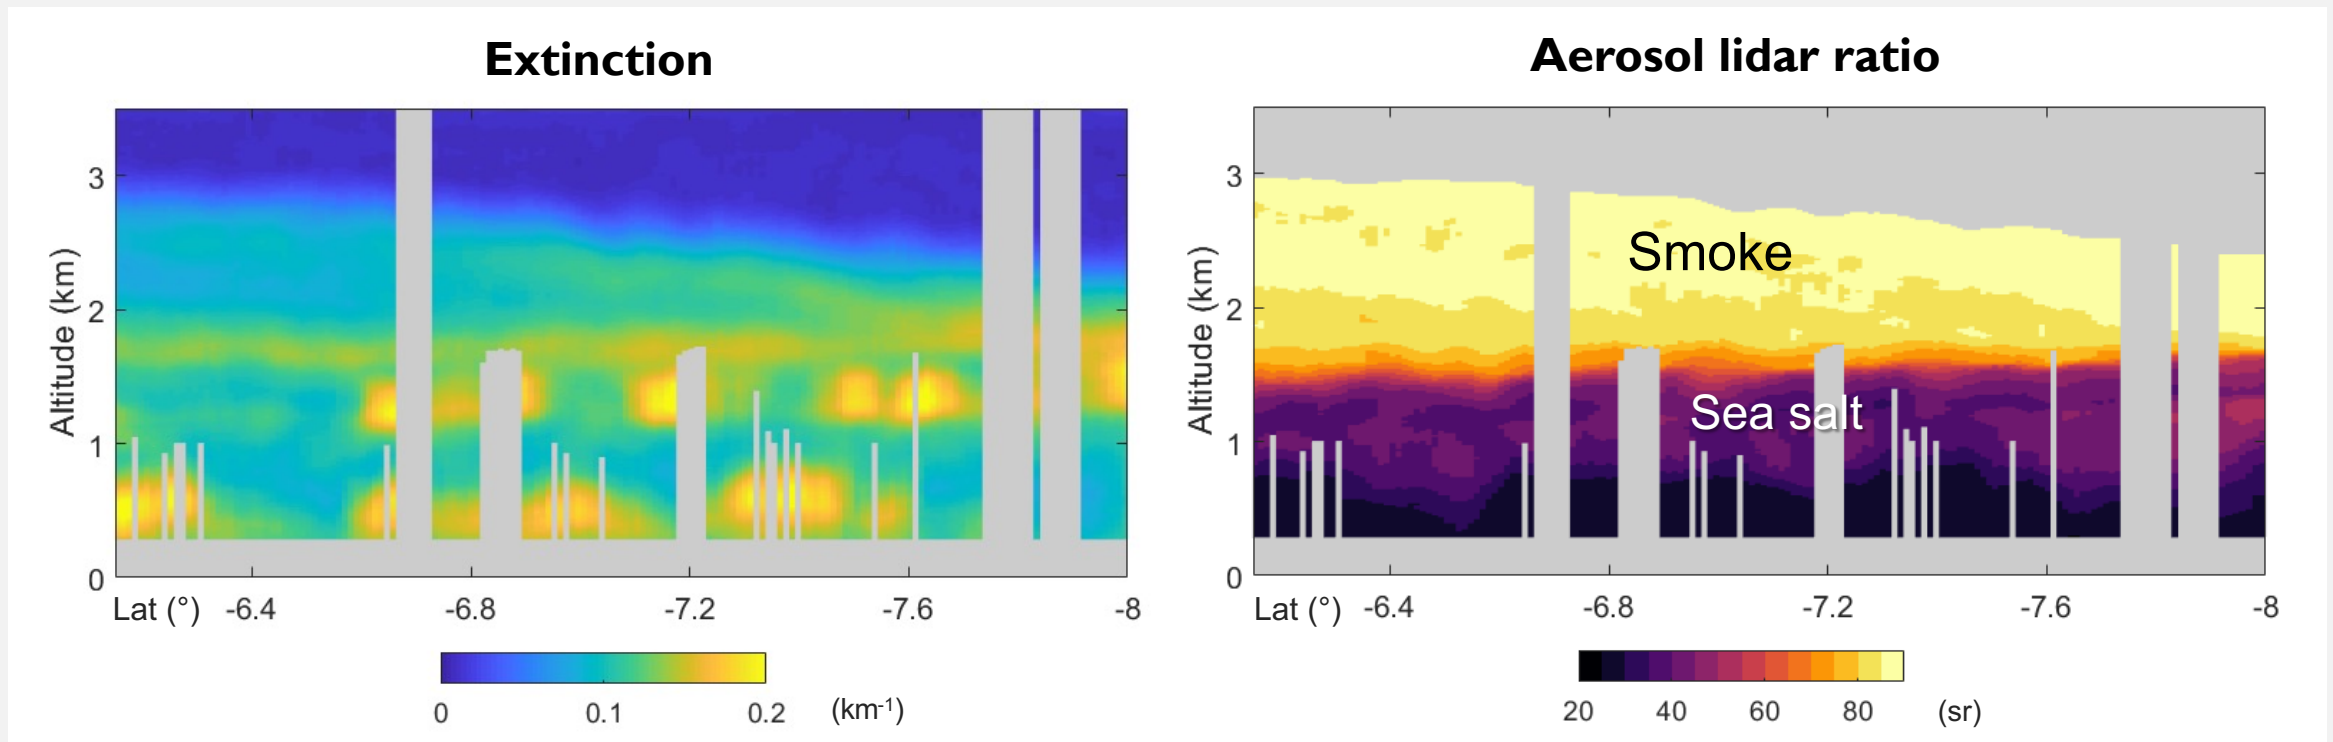 Extinction
Altitude (km)
3
2
1
0
Lat (°) -6.4 -6.8 -7.2 -7.6 -8
0 0.1 0.2 (km⁻¹)
Aerosol lidar ratio
Altitude (km)
3
2
1
0
Smoke
Sea salt
Lat (°) -6.4 -6.8 -7.2 -7.6 -8
20 40 60 80 (sr)